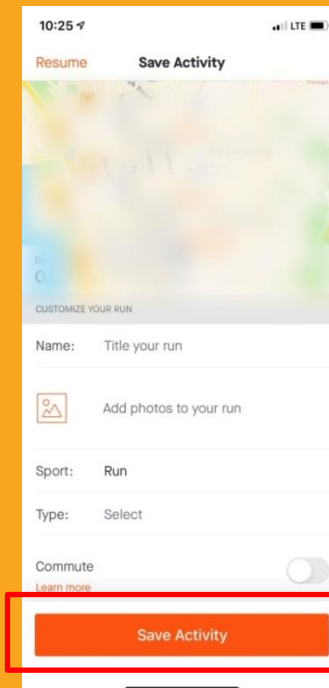 10:25
LTE
Resume
Save Activity
CUSTOMIZE YOUR RUN
Name:
Title your run
Add photos to your run
Sport:
Run
Type:
Select
Commute
Learn more
Save Activity